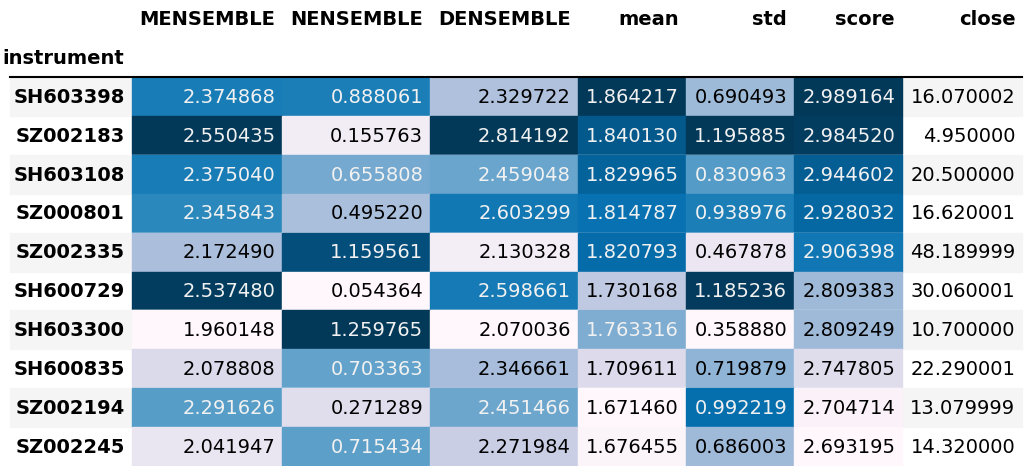 MENSEMBLE NENSEMBLE DENSEMBLE mean std score close
instrument
SH603398 2.374868 0.888061 2.329722 1.864217 0.690493 2.989164 16.070002
SZ002183 2.550435 0.155763 2.814192 1.840130 1.195885 2.984520 4.950000
SH603108 2.375040 0.655808 2.459048 1.829965 0.830963 2.944602 20.500000
SZ000801 2.345843 0.495220 2.603299 1.814787 0.938976 2.928032 16.620001
SZ002335 2.172490 1.159561 2.130328 1.820793 0.467878 2.906398 48.189999
SH600729 2.537480 0.054364 2.598661 1.730168 1.185236 2.809383 30.060001
SH603300 1.960148 1.259765 2.070036 1.763316 0.358880 2.809249 10.700000
SH600835 2.078808 0.703363 2.346661 1.709611 0.719879 2.747805 22.290001
SZ002194 2.291626 0.271289 2.451466 1.671460 0.992219 2.704714 13.079999
SZ002245 2.041947 0.715434 2.271984 1.676455 0.686003 2.693195 14.320000